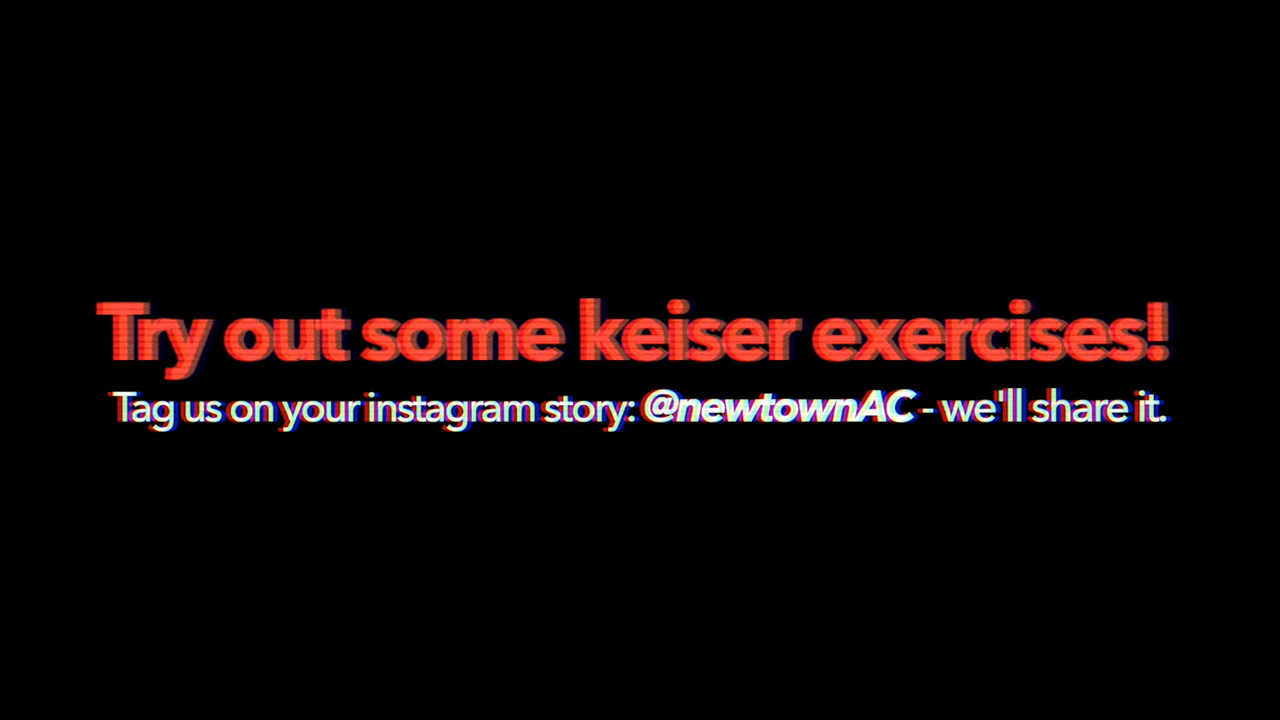 Try out some keiser exercises!
Tag us on your instagram story: @newtownAC - we'll share it.